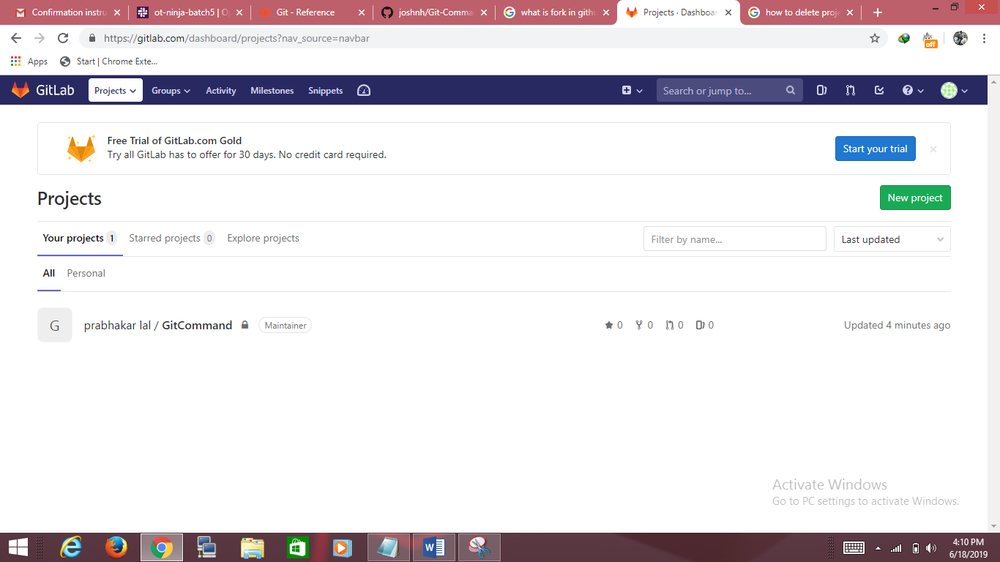 Confirmation instru
ot-ninja-batch5 | O
Git - Reference
joshnh/Git-Comma
what is fork in gith
Projects · Dashboar
how to delete proj
https://gitlab.com/dashboard/projects?nav_source=navbar
off
Apps
Start | Chrome Exte...
GitLab
Projects
Groups
Activity
Milestones
Snippets
Search or jump to...
Free Trial of GitLab.com Gold
Try all GitLab has to offer for 30 days. No credit card required.
Start your trial
Projects
New project
Your projects 1
Starred projects 0
Explore projects
Filter by name...
Last updated
All
Personal
G
prabhakar lal / GitCommand
Maintainer
0
0
0
0
Updated 4 minutes ago
Activate Windows
Go to PC settings to activate Windows.
4:10 PM
6/18/2019